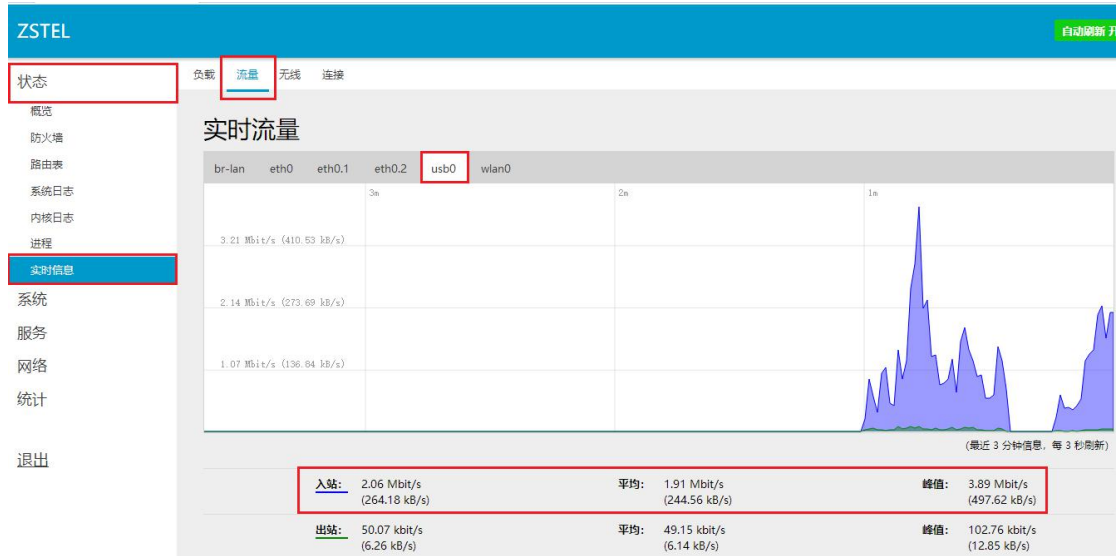 ZSTEL
自动刷新 开
状态
概览
防火墙
路由表
系统日志
内核日志
进程
实时信息
系统
服务
网络
统计
退出
负载 流量 无线 连接
实时流量
br-lan eth0 eth0.1 eth0.2 usb0 wlan0
3m 2m 1m
3.21 Mbit/s (410.53 kB/s)
2.14 Mbit/s (273.69 kB/s)
1.07 Mbit/s (136.84 kB/s)
(最近 3 分钟信息，每 3 秒刷新)
入站: 2.06 Mbit/s 平均: 1.91 Mbit/s 峰值: 3.89 Mbit/s
(264.18 kB/s) (244.56 kB/s) (497.62 kB/s)
出站: 50.07 kbit/s 平均: 49.15 kbit/s 峰值: 102.76 kbit/s
(6.26 kB/s) (6.14 kB/s) (12.85 kB/s)